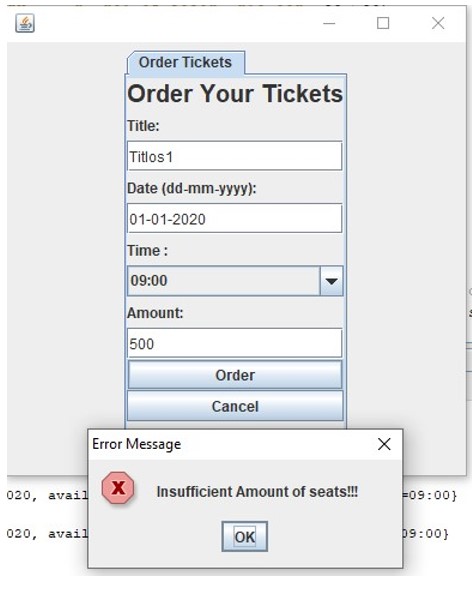 Order Tickets
Order Your Tickets
Title:
Titlos1
Date (dd-mm-yyyy):
01-01-2020
Time :
09:00
Amount:
500
Order
Cancel
Error Message
Insufficient Amount of seats!!!
OK
020, avail =09:00}
020, avail 09:00}